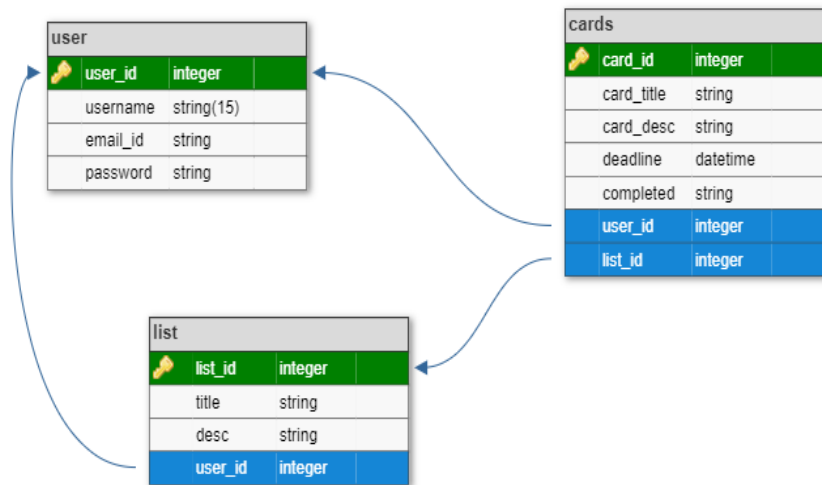 user
user_id integer
username string(15)
email_id string
password string
cards
card_id integer
card_title string
card_desc string
deadline datetime
completed string
user_id integer
list_id integer
list
list_id integer
title string
desc string
user_id integer